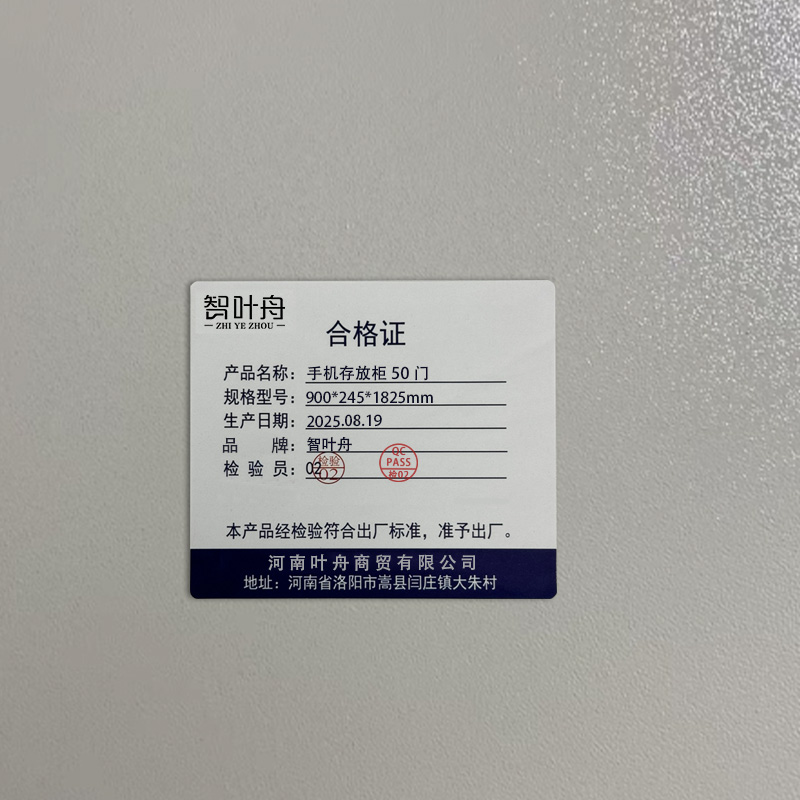 智叶舟
ZHI YE ZHOU
合格证
产品名称：手机存放柜 50 门
规格型号：900*245*1825mm
生产日期：2025.08.19
品 牌：智叶舟
检 验 员：02
检验
02
QC
PASS
检02
本产品经检验符合出厂标准，准予出厂。
河南叶舟商贸有限公司
地址：河南省洛阳市嵩县闫庄镇大朱村